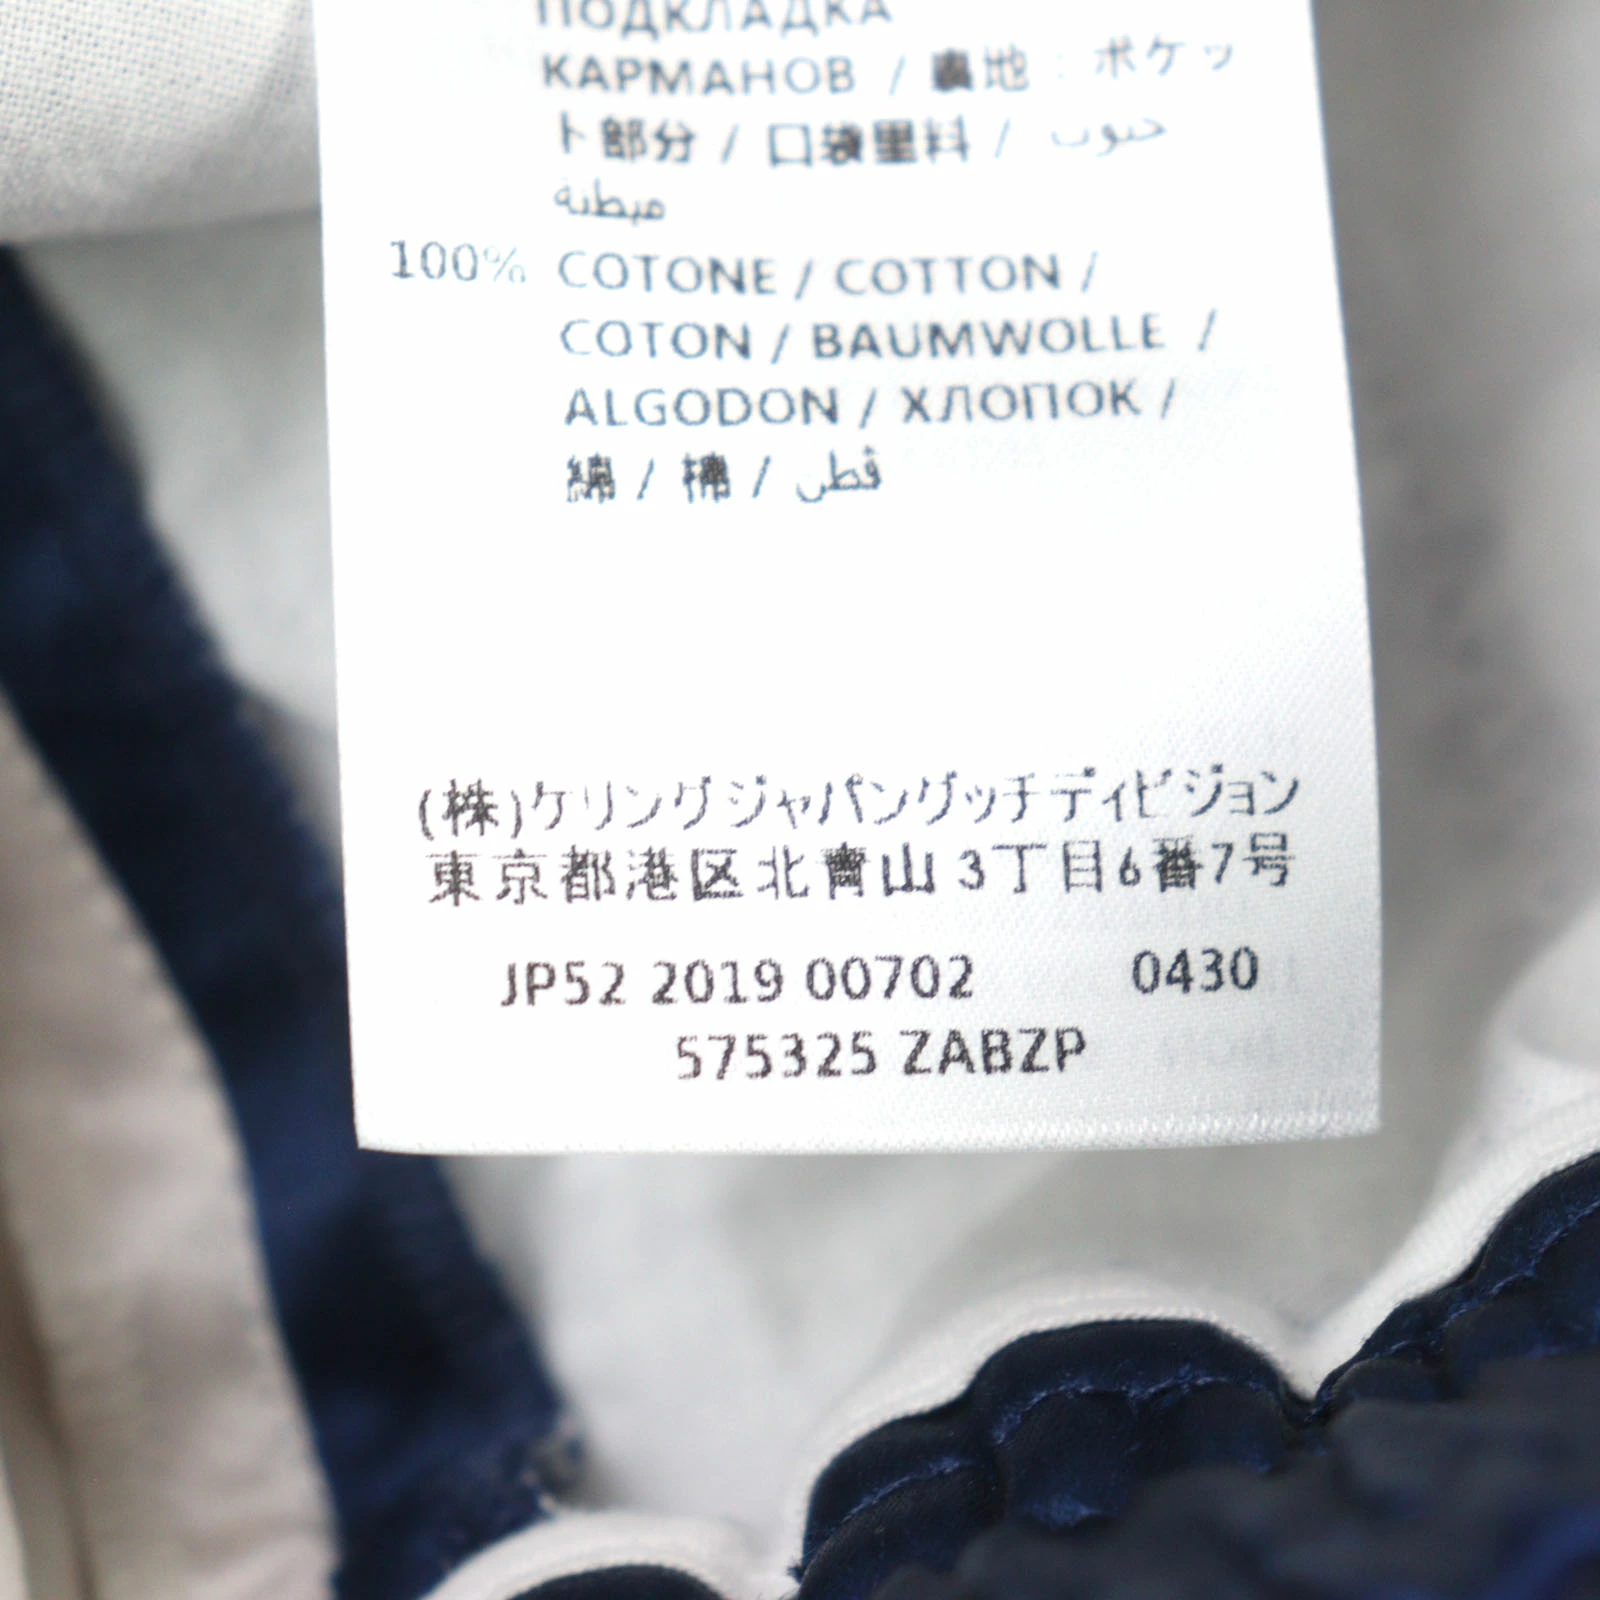 ПОДКЛАДКА
КАРМАНОВ / 裏地 : ポケッ
ト部分 / 口袋里料 / جيوب
مبطنة
100% COTONE / COTTON /
COTON / BAUMWOLLE /
ALGODON / ХЛОПОК /
綿 / 棉 / قطن
(株)ケリングジャパングッチディビジョン
東京都港区北青山3丁目6番7号
JP52 2019 00702 0430
575325 ZABZP